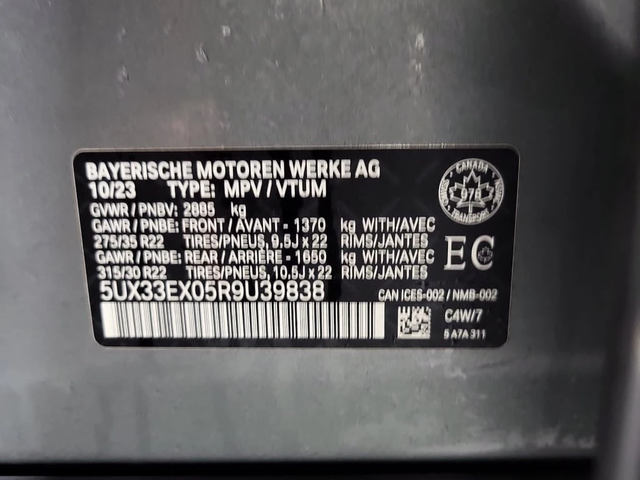 BAYERISCHE MOTOREN WERKE AG
10/23 TYPE: MPV / VTUM
GVWR / PNBV: 2885 kg
GAWR / PNBE: FRONT / AVANT - 1370 kg WITH/AVEC
275/35 R22 TIRES/PNEUS, 9.5J x 22 RIMS/JANTES
GAWR / PNBE: REAR / ARRIÈRE - 1650 kg WITH/AVEC
315/30 R22 TIRES/PNEUS, 10.5J x 22 RIMS/JANTES
5UX33EX05R9U39838
CANADA
TRANSPORT
EC
CAN ICES-002 / NMB-002
C4W/7
5 A7A 311